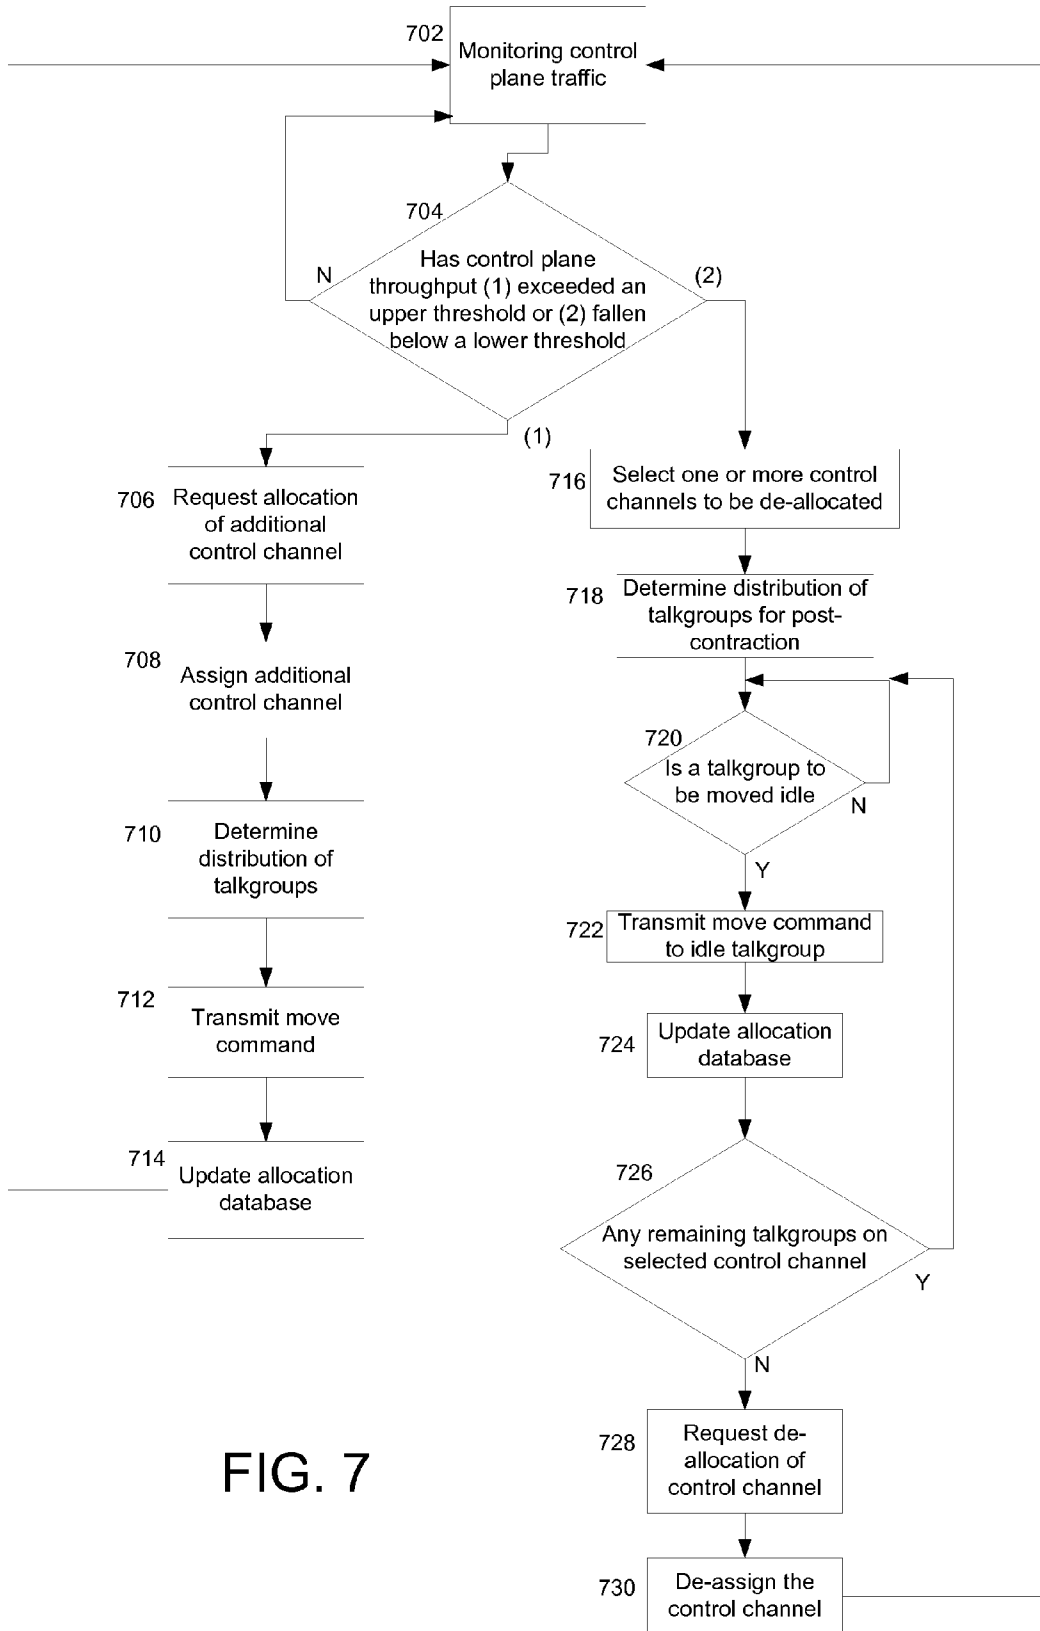 702
Monitoring control
plane traffic
704
Has control plane
throughput (1) exceeded an
upper threshold or (2) fallen
below a lower threshold
N
(2)
(1)
706
Request allocation
of additional
control channel
708
Assign additional
control channel
710
Determine
distribution of
talkgroups
712
Transmit move
command
714
Update allocation
database
716
Select one or more control
channels to be de-allocated
718
Determine distribution of
talkgroups for post-
contraction
720
Is a talkgroup to
be moved idle
N
Y
722
Transmit move command
to idle talkgroup
724
Update allocation
database
726
Any remaining talkgroups on
selected control channel
Y
N
728
Request de-
allocation of
control channel
730
De-assign the
control channel
FIG. 7